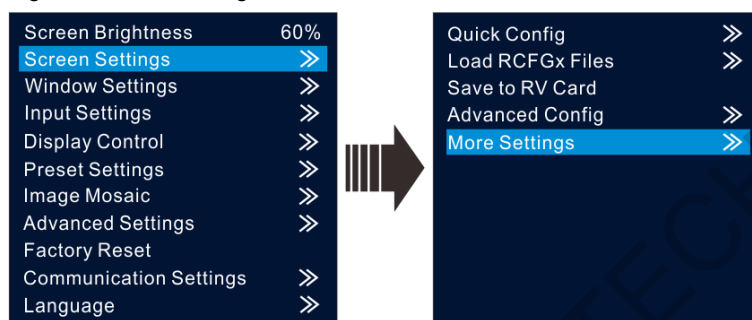 Screen Brightness 60%
Screen Settings
Window Settings
Input Settings
Display Control
Preset Settings
Image Mosaic
Advanced Settings
Factory Reset
Communication Settings
Language
Quick Config
Load RCFGx Files
Save to RV Card
Advanced Config
More Settings